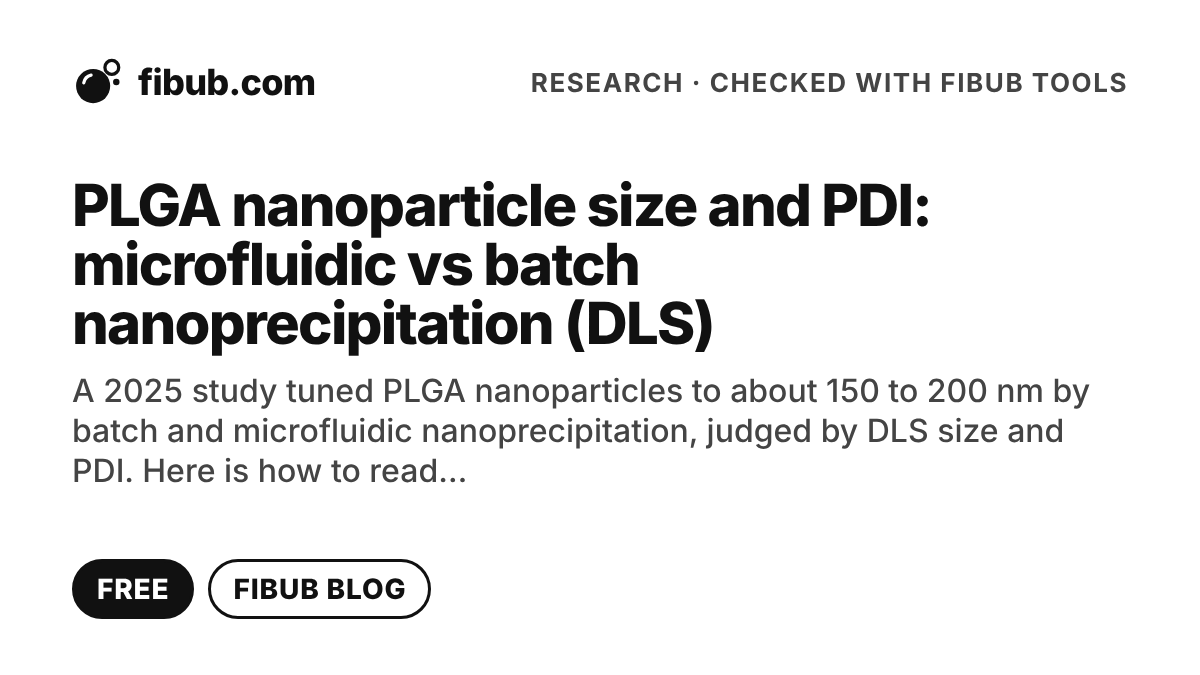 fibub.com
RESEARCH · CHECKED WITH FIBUB TOOLS
PLGA nanoparticle size and PDI:
microfluidic vs batch
nanoprecipitation (DLS)
A 2025 study tuned PLGA nanoparticles to about 150 to 200 nm by
batch and microfluidic nanoprecipitation, judged by DLS size and
PDI. Here is how to read...
FREE
FIBUB BLOG